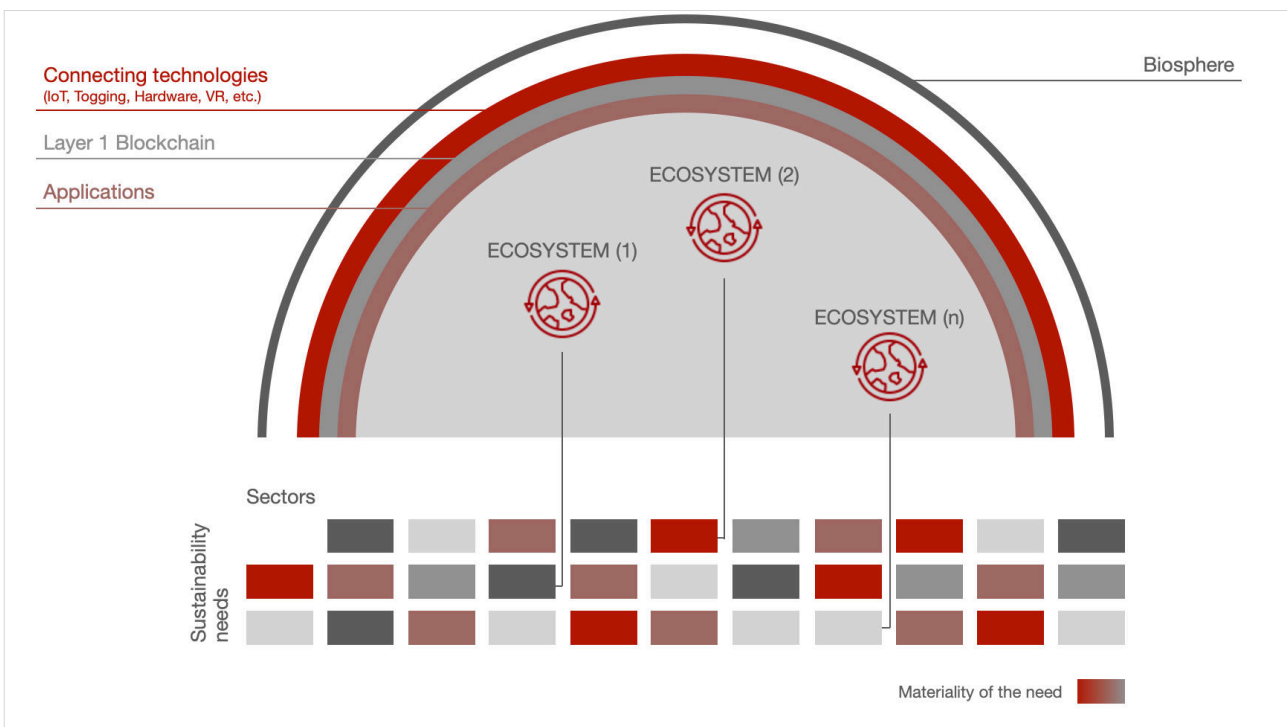 Connecting technologies
(IoT, Togging, Hardware, VR, etc.)
Layer 1 Blockchain
Applications
Biosphere
ECOSYSTEM (2)
ECOSYSTEM (1)
ECOSYSTEM (n)
Sectors
Sustainability
needs
Materiality of the need